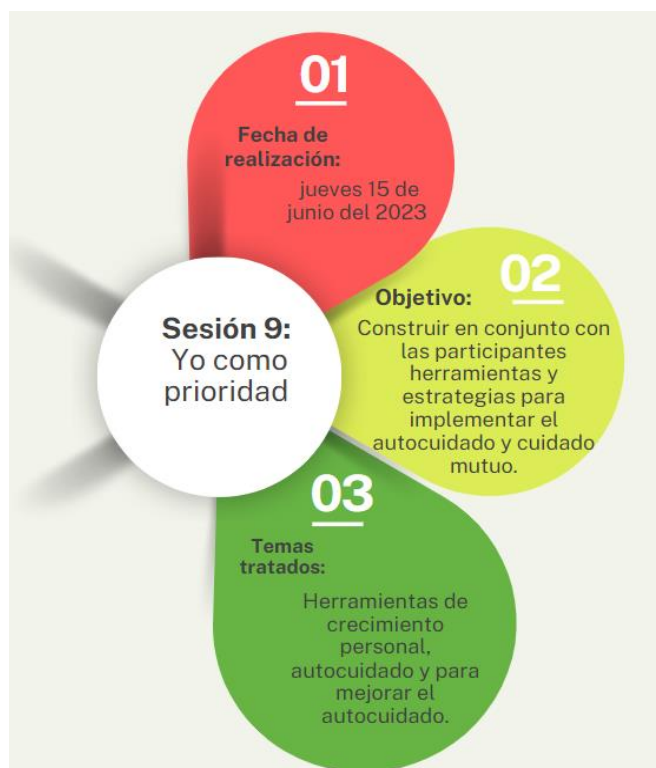 01
Fecha de
realización:
jueves 15 de
junio del 2023
02
Objetivo:
Construir en conjunto con
las participantes
herramientas y
estrategias para
implementar el
autocuidado y cuidado
mutuo.
Sesión 9:
Yo como
prioridad
03
Temas
tratados:
Herramientas de
crecimiento
personal,
autocuidado y para
mejorar el
autocuidado.